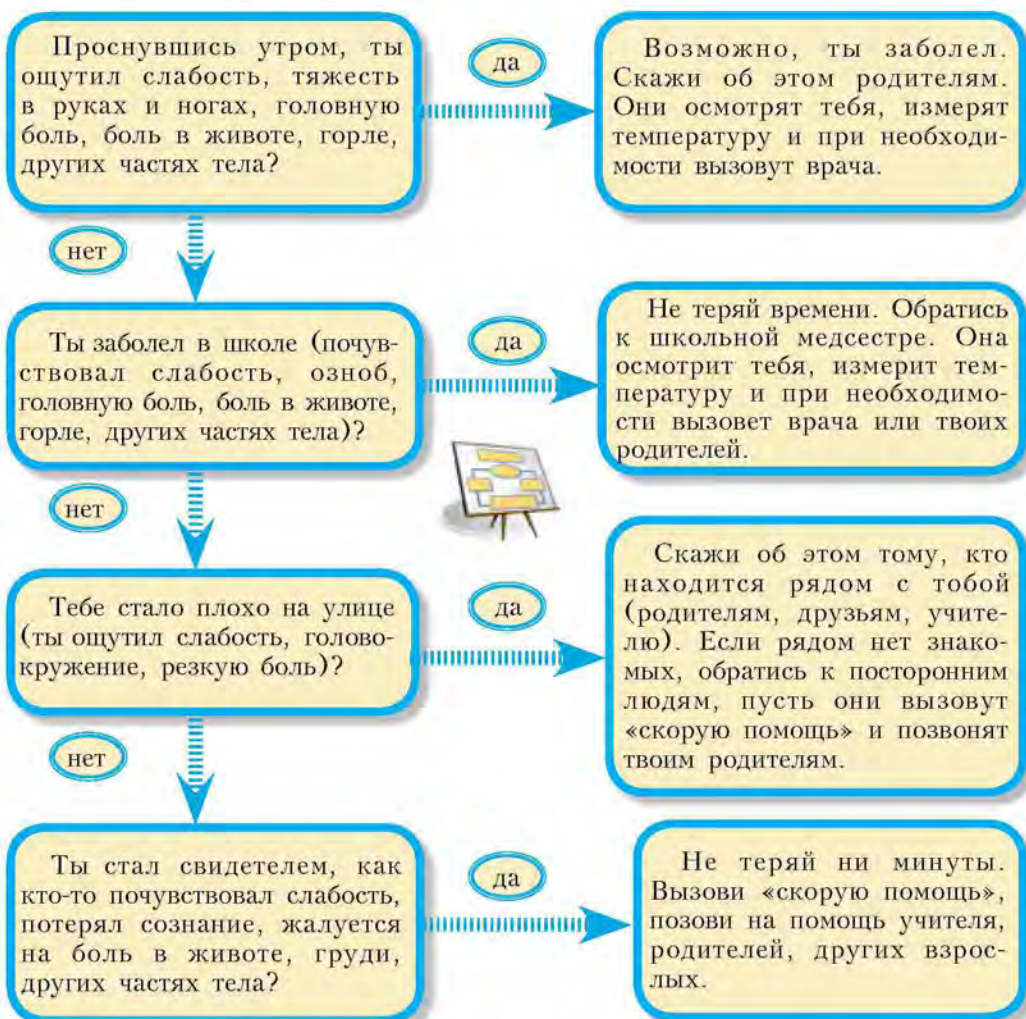 Проснувшись утром, ты
ощутил слабость, тяжесть
в руках и ногах, головную
боль, боль в животе, горле,
других частях тела?
да
Возможно, ты заболел.
Скажи об этом родителям.
Они осмотрят тебя, измерят
температуру и при необходи-
мости вызовут врача.
нет
Ты заболел в школе (почув-
ствовал слабость, озноб,
головную боль, боль в животе,
горле, других частях тела)?
да
Не теряй времени. Обратись
к школьной медсестре. Она
осмотрит тебя, измерит тем-
пературу и при необходимо-
сти вызовет врача или твоих
родителей.
нет
Тебе стало плохо на улице
(ты ощутил слабость, голово-
кружение, резкую боль)?
да
Скажи об этом тому, кто
находится рядом с тобой
(родителям, друзьям, учите-
лю). Если рядом нет знако-
мых, обратись к посторонним
людям, пусть они вызовут
«скорую помощь» и позвонят
твоим родителям.
нет
Ты стал свидетелем, как
кто-то почувствовал слабость,
потерял сознание, жалуется
на боль в животе, груди,
других частях тела?
да
Не теряй ни минуты.
Вызови «скорую помощь»,
позови на помощь учителя,
родителей, других взрос-
лых.